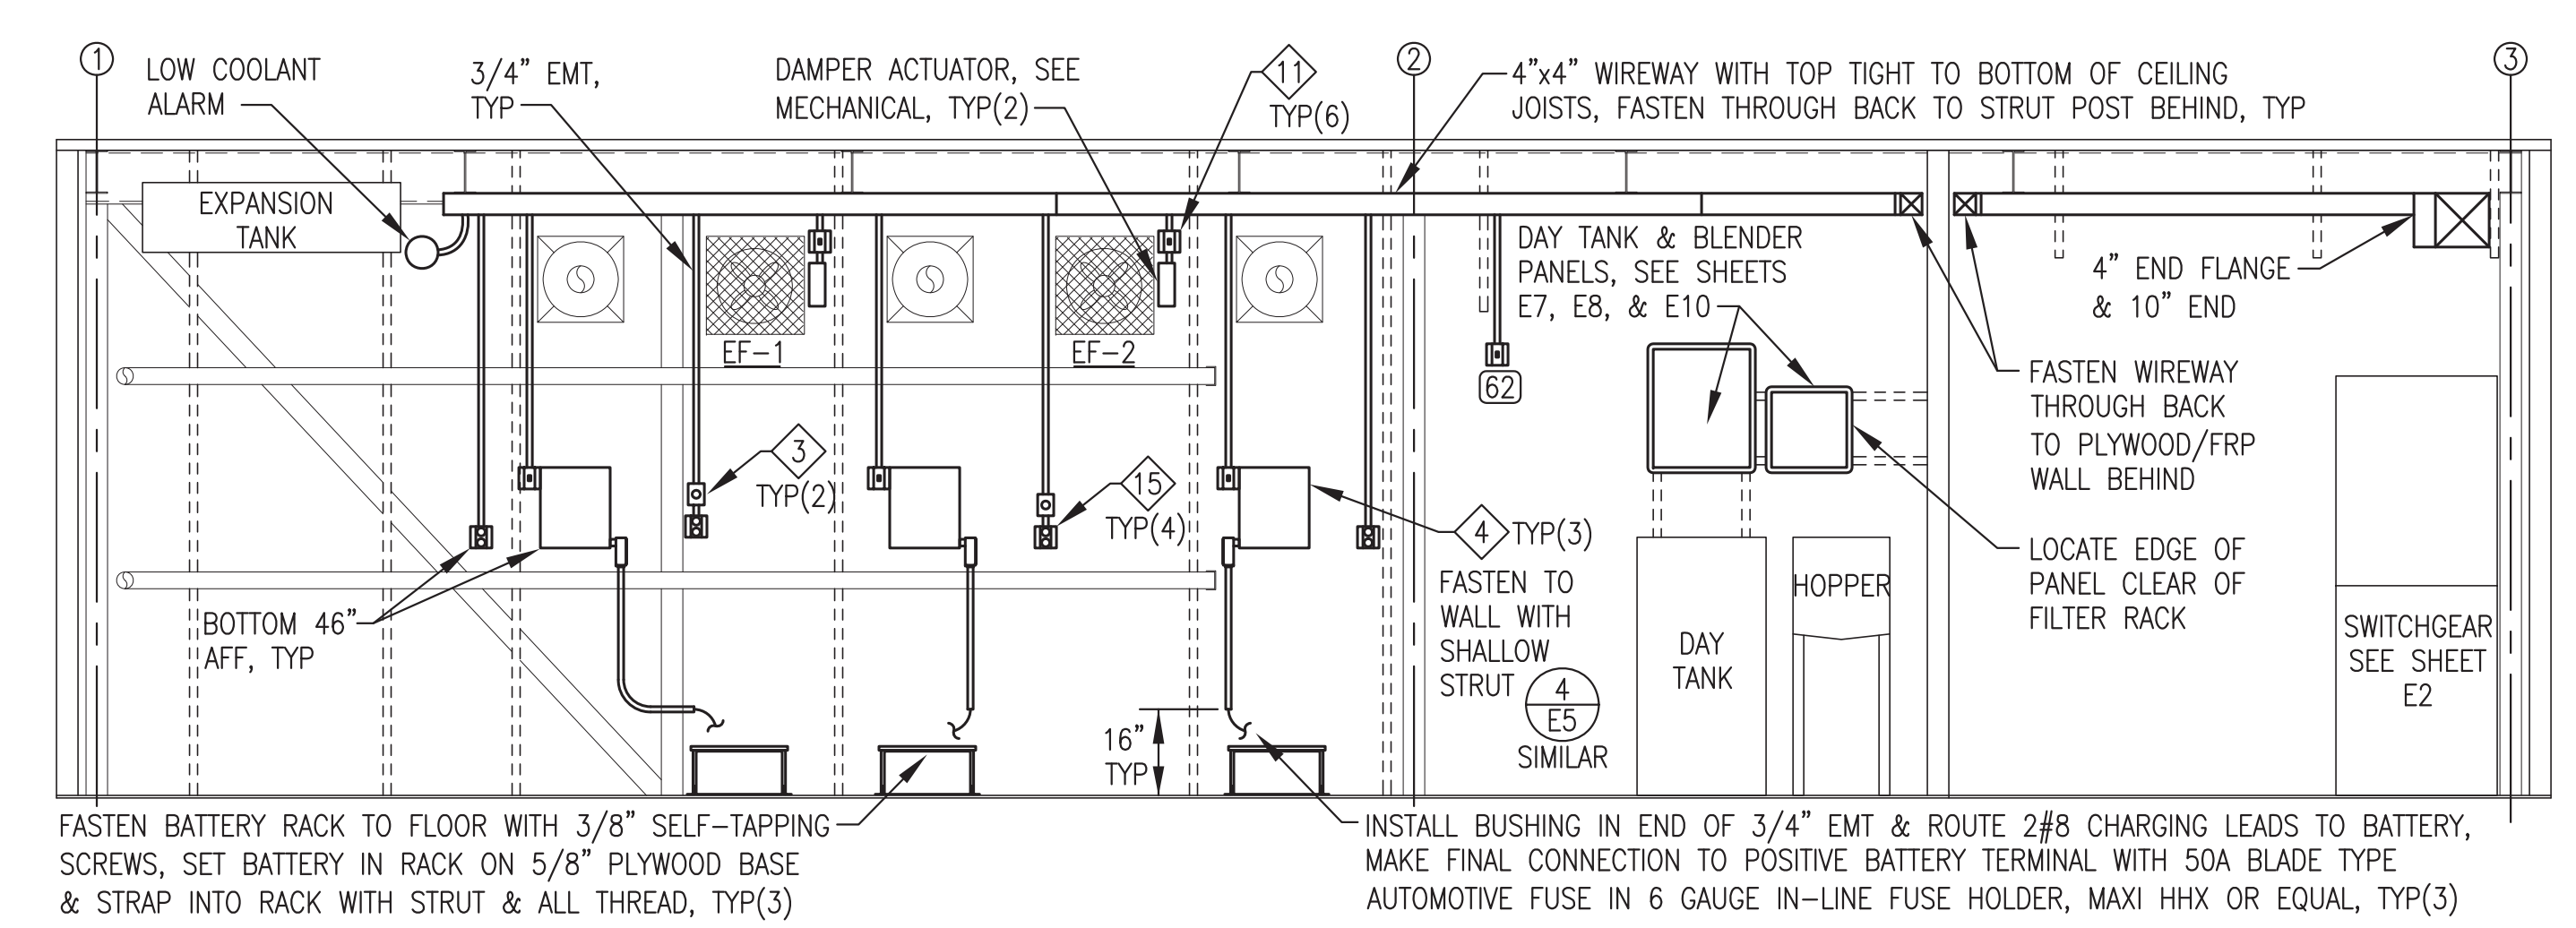 1
LOW COOLANT
ALARM
3/4” EMT,
TYP
DAMPER ACTUATOR, SEE
MECHANICAL, TYP(2)
11
TYP(6)
2
4”x4” WIREWAY WITH TOP TIGHT TO BOTTOM OF CEILING
JOISTS, FASTEN THROUGH BACK TO STRUT POST BEHIND, TYP
3
EXPANSION
TANK
DAY TANK & BLENDER
PANELS, SEE SHEETS
E7, E8, & E10
4” END FLANGE
& 10” END
EF-1
EF-2
62
FASTEN WIREWAY
THROUGH BACK
TO PLYWOOD/FRP
WALL BEHIND
3
TYP(2)
15
TYP(4)
4
TYP(3)
FASTEN TO
WALL WITH
SHALLOW
STRUT
4
E5
SIMILAR
LOCATE EDGE OF
PANEL CLEAR OF
FILTER RACK
HOPPER
DAY
TANK
SWITCHGEAR
SEE SHEET
E2
BOTTOM 46”
AFF, TYP
16”
TYP
FASTEN BATTERY RACK TO FLOOR WITH 3/8” SELF-TAPPING
SCREWS, SET BATTERY IN RACK ON 5/8” PLYWOOD BASE
& STRAP INTO RACK WITH STRUT & ALL THREAD, TYP(3)
INSTALL BUSHING IN END OF 3/4” EMT & ROUTE 2#8 CHARGING LEADS TO BATTERY,
MAKE FINAL CONNECTION TO POSITIVE BATTERY TERMINAL WITH 50A BLADE TYPE
AUTOMOTIVE FUSE IN 6 GAUGE IN-LINE FUSE HOLDER, MAXI HHX OR EQUAL, TYP(3)